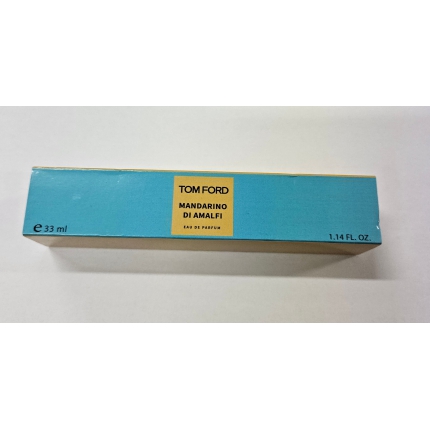 TOM FORD
MANDARINO
DI AMALFI
EAU DE PARFUM
e 33 ml
1.14 FL. OZ.